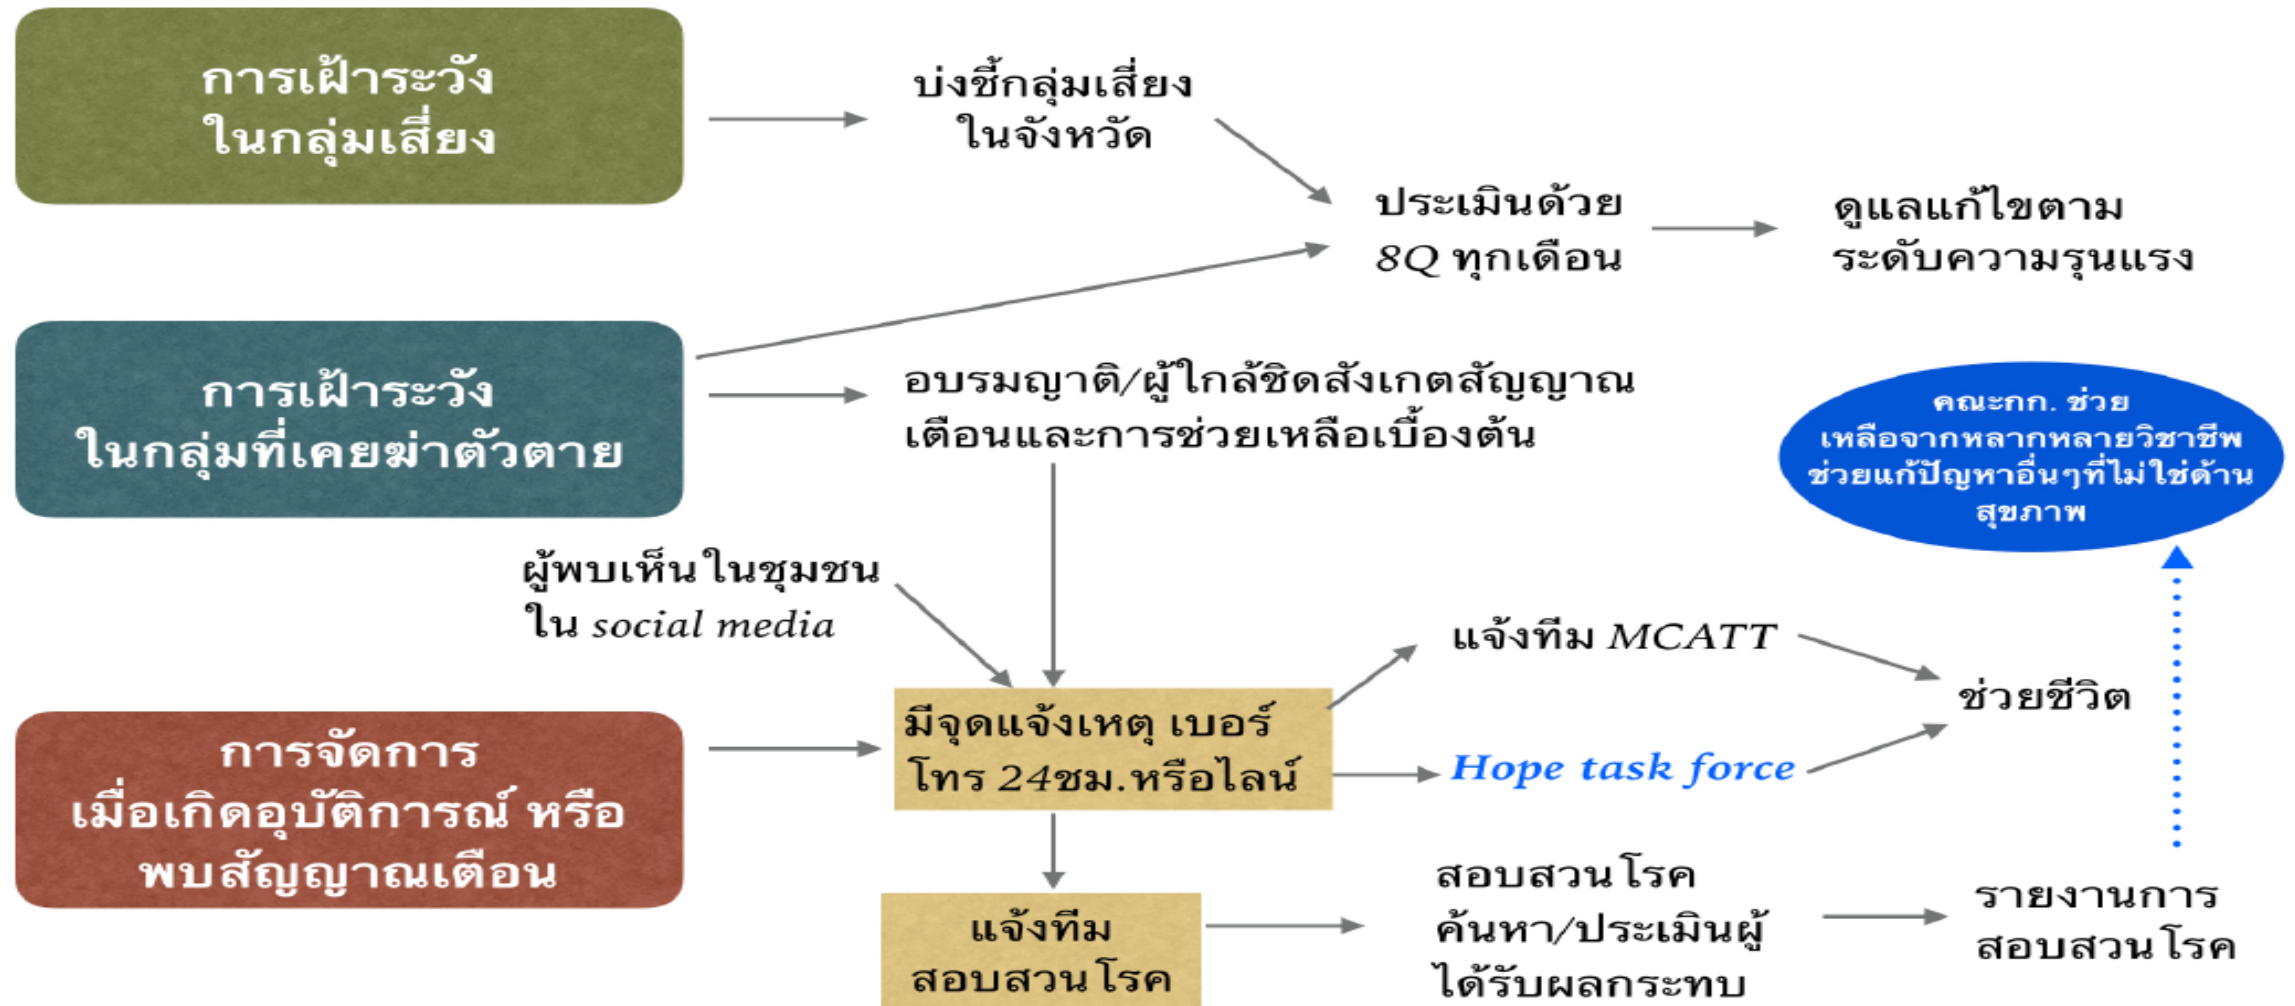 การเฝ้าระวัง
ในกลุ่มเสี่ยง
บ่งชี้กลุ่มเสี่ยง
ในจังหวัด
ประเมินด้วย
8Q ทุกเดือน
ดูแลแก้ไขตาม
ระดับความรุนแรง
การเฝ้าระวัง
ในกลุ่มที่เคยฆ่าตัวตาย
อบรมญาติ/ผู้ใกล้ชิดสังเกตสัญญาณ
เตือนและการช่วยเหลือเบื้องต้น
คณะกก. ช่วย
เหลือจากหลากหลายวิชาชีพ
ช่วยแก้ปัญหาอื่นๆที่ไม่ใช่ด้าน
สุขภาพ
ผู้พบเห็นในชุมชน
ใน social media
แจ้งทีม MCATT
ช่วยชีวิต
การจัดการ
เมื่อเกิดอุบัติการณ์ หรือ
พบสัญญาณเตือน
มีจุดแจ้งเหตุ เบอร์
โทร 24ชม.หรือไลน์
Hope task force
แจ้งทีม
สอบสวนโรค
สอบสวนโรค
ค้นหา/ประเมินผู้
ได้รับผลกระทบ
รายงานการ
สอบสวนโรค